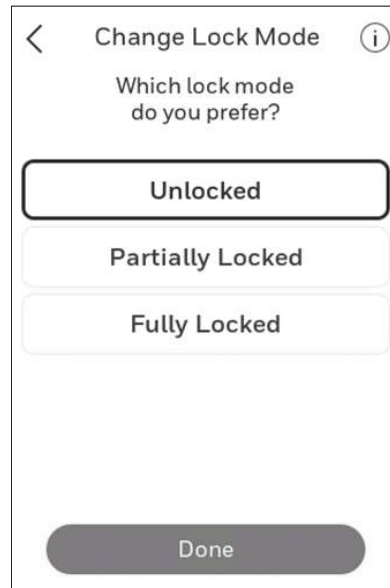 Change Lock Mode
Which lock mode
do you prefer?
Unlocked
Partially Locked
Fully Locked
Done